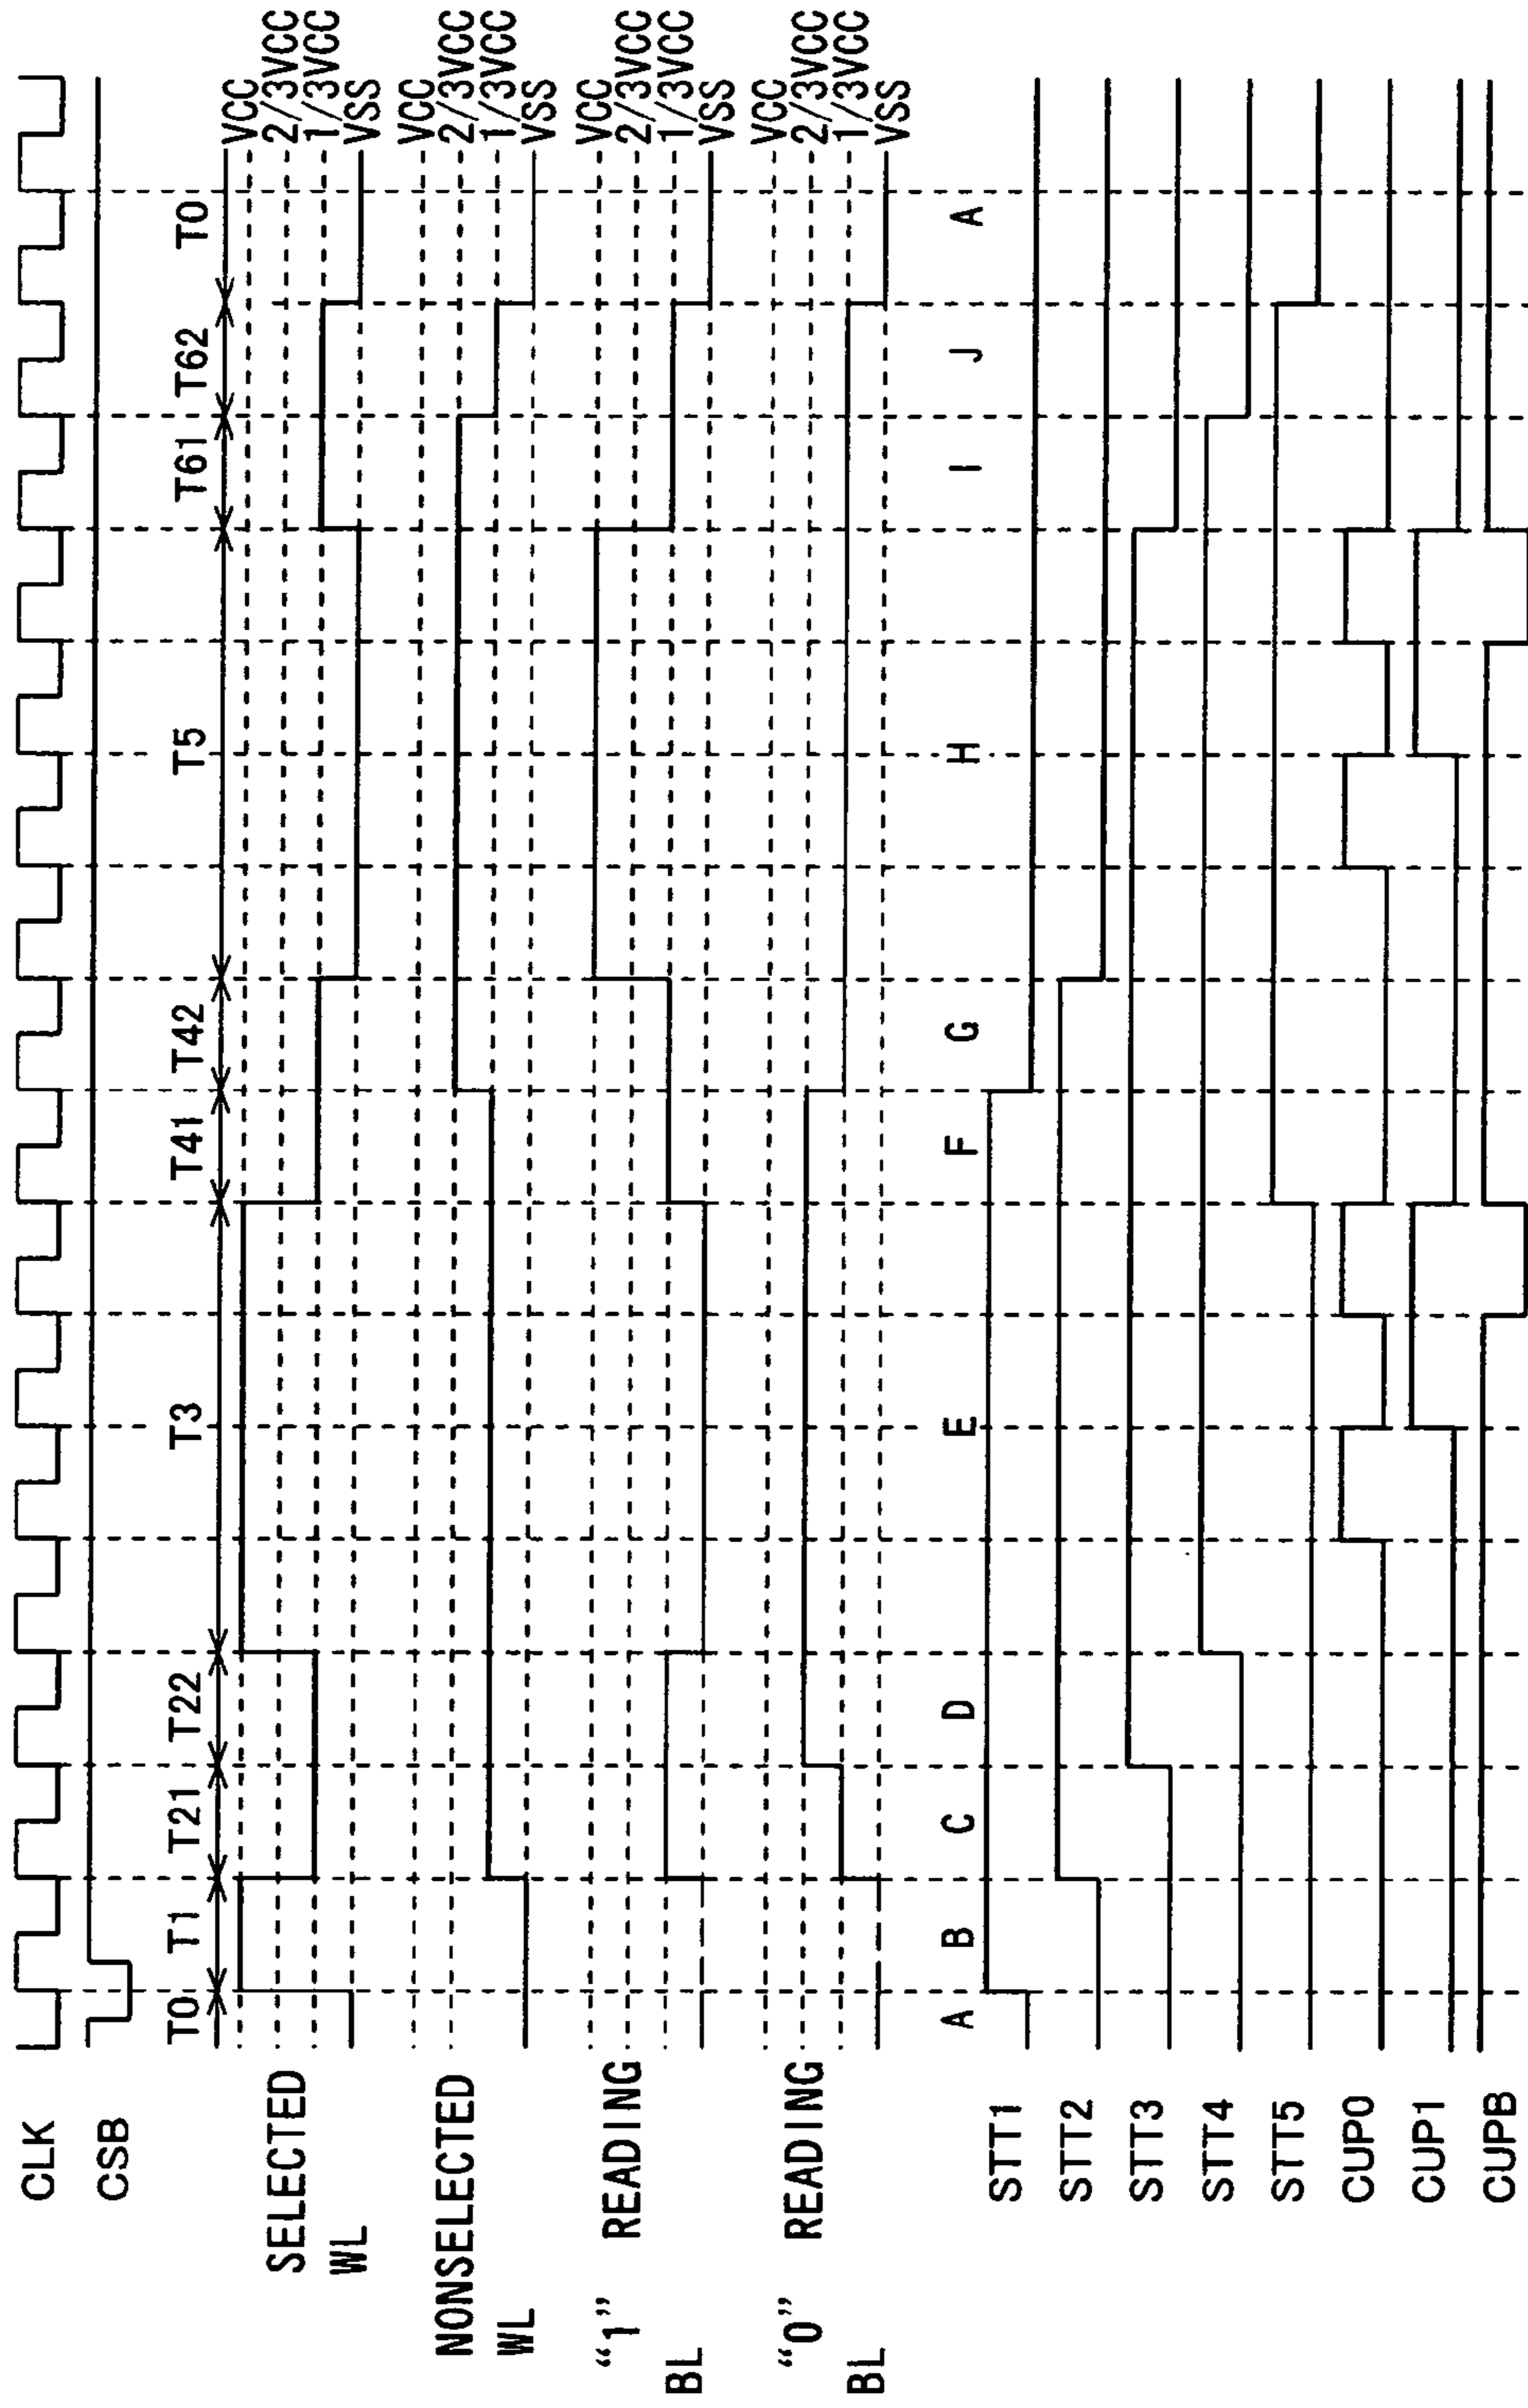 CLK
CSB
T0 T1 T21 T22 T3 T41 T42 T5 T61 T62 T0
SELECTED
WL
VCC
2/3VCC
1/3VCC
VSS
NONSELECTED
WL
VCC
2/3VCC
1/3VCC
VSS
“1” READING
BL
VCC
2/3VCC
1/3VCC
VSS
“0” READING
BL
VCC
2/3VCC
1/3VCC
VSS
A B C D E F G H I J A
STT1
STT2
STT3
STT4
STT5
CUP0
CUP1
CUPB